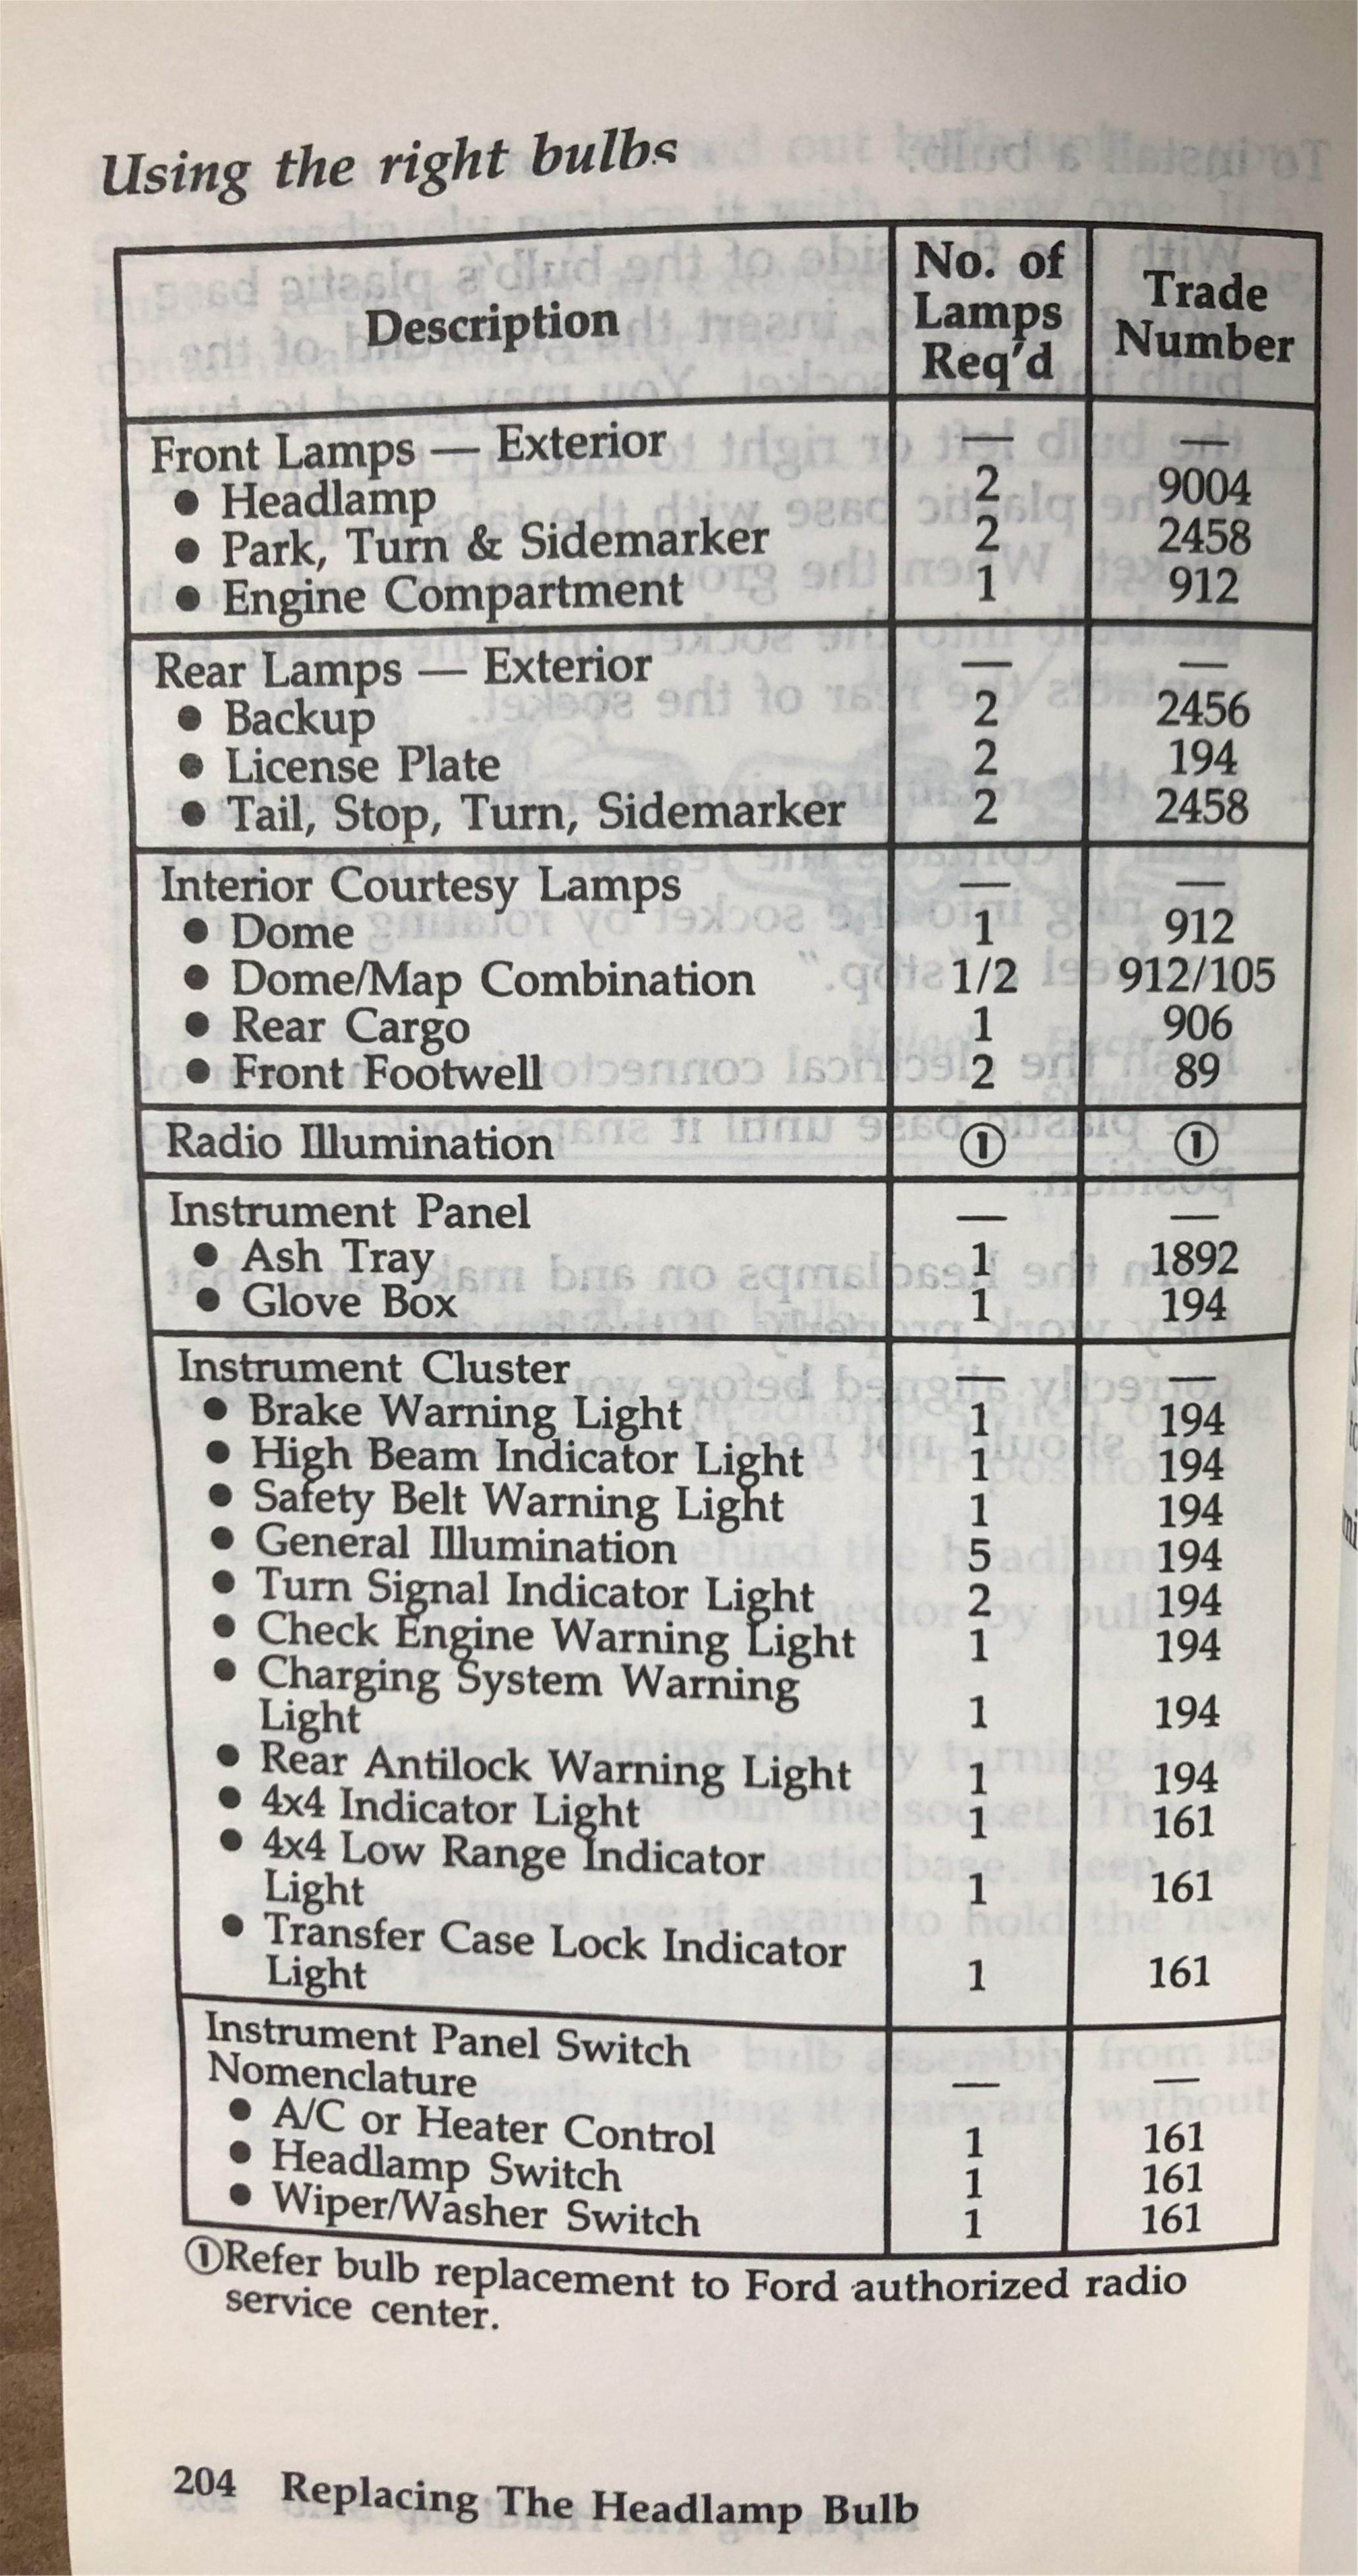 Using the right bulbs
Description No. of Lamps Req'd Trade Number
Front Lamps — Exterior — —
● Headlamp 2 9004
● Park, Turn & Sidemarker 2 2458
● Engine Compartment 1 912
Rear Lamps — Exterior — —
● Backup 2 2456
● License Plate 2 194
● Tail, Stop, Turn, Sidemarker 2 2458
Interior Courtesy Lamps — —
● Dome 1 912
● Dome/Map Combination 1/2 912/105
● Rear Cargo 1 906
● Front Footwell 2 89
Radio Illumination ① ①
Instrument Panel — —
● Ash Tray 1 1892
● Glove Box 1 194
Instrument Cluster — —
● Brake Warning Light 1 194
● High Beam Indicator Light 1 194
● Safety Belt Warning Light 1 194
● General Illumination 5 194
● Turn Signal Indicator Light 2 194
● Check Engine Warning Light 1 194
● Charging System Warning
Light 1 194
● Rear Antilock Warning Light 1 194
● 4x4 Indicator Light 1 161
● 4x4 Low Range Indicator
Light 1 161
● Transfer Case Lock Indicator
Light 1 161
Instrument Panel Switch
Nomenclature — —
● A/C or Heater Control 1 161
● Headlamp Switch 1 161
● Wiper/Washer Switch 1 161
①Refer bulb replacement to Ford authorized radio
service center.
204 Replacing The Headlamp Bulb